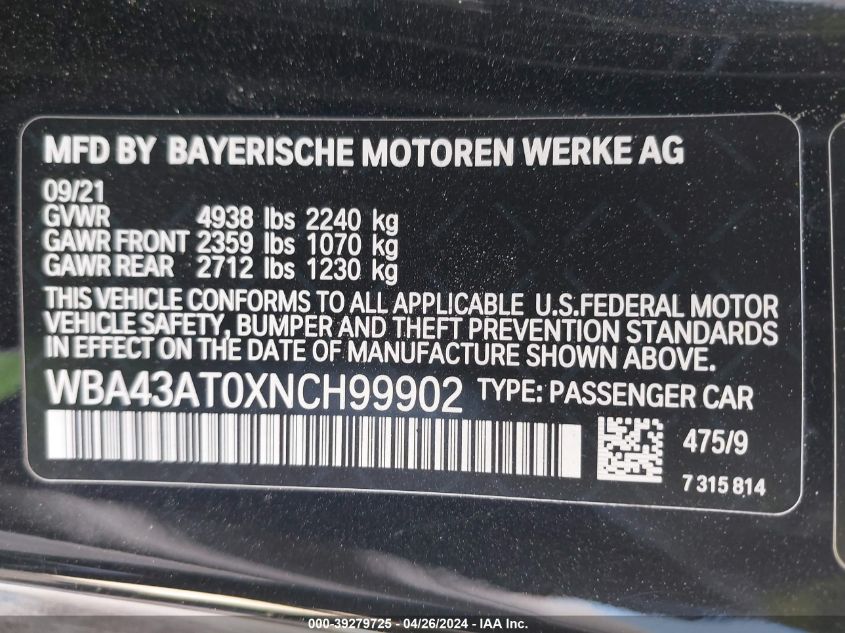 MFD BY BAYERISCHE MOTOREN WERKE AG
09/21
GVWR 4938 lbs 2240 kg
GAWR FRONT 2359 lbs 1070 kg
GAWR REAR 2712 lbs 1230 kg
THIS VEHICLE CONFORMS TO ALL APPLICABLE U.S.FEDERAL MOTOR
VEHICLE SAFETY, BUMPER AND THEFT PREVENTION STANDARDS
IN EFFECT ON THE DATE OF MANUFACTURE SHOWN ABOVE.
WBA43AT0XNCH99902 TYPE: PASSENGER CAR
475/9
7 315 814
000-39279725 - 04/26/2024 - IAA Inc.